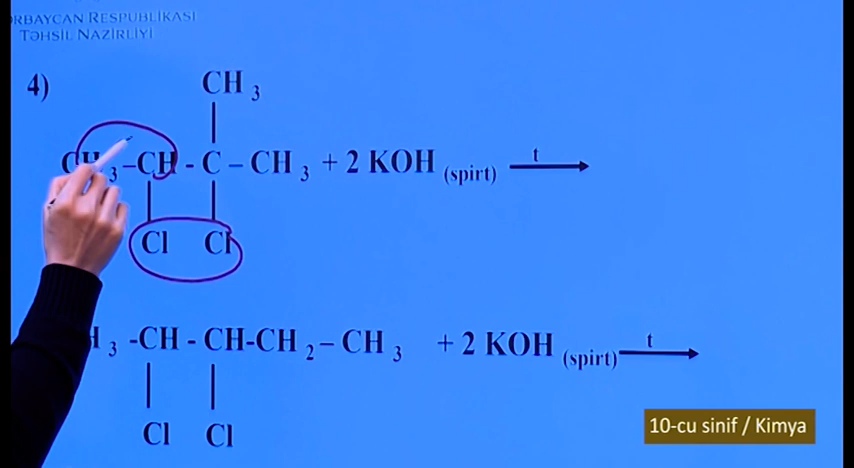 RBAYCAN RESPUBLİKASI
TƏHSİL NAZİRLİYİ
4)
CH 3
CH 3 –CH - C – CH 3 + 2 KOH (spirt) t
Cl Cl
H 3 -CH - CH-CH 2 – CH 3 + 2 KOH (spirt) t
Cl Cl
10-cu sinif / Kimya